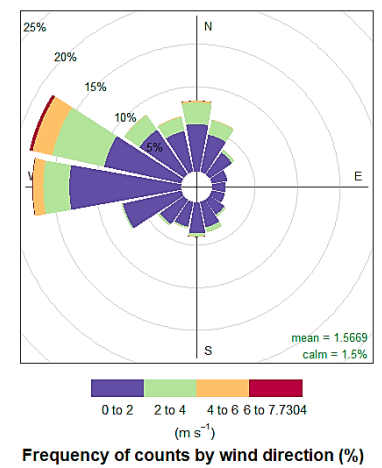 25%
N
20%
15%
10%
5%
W
E
mean = 1.5669
calm = 1.5%
S
0 to 2 2 to 4 4 to 6 6 to 7.7304
(m s⁻¹)
Frequency of counts by wind direction (%)